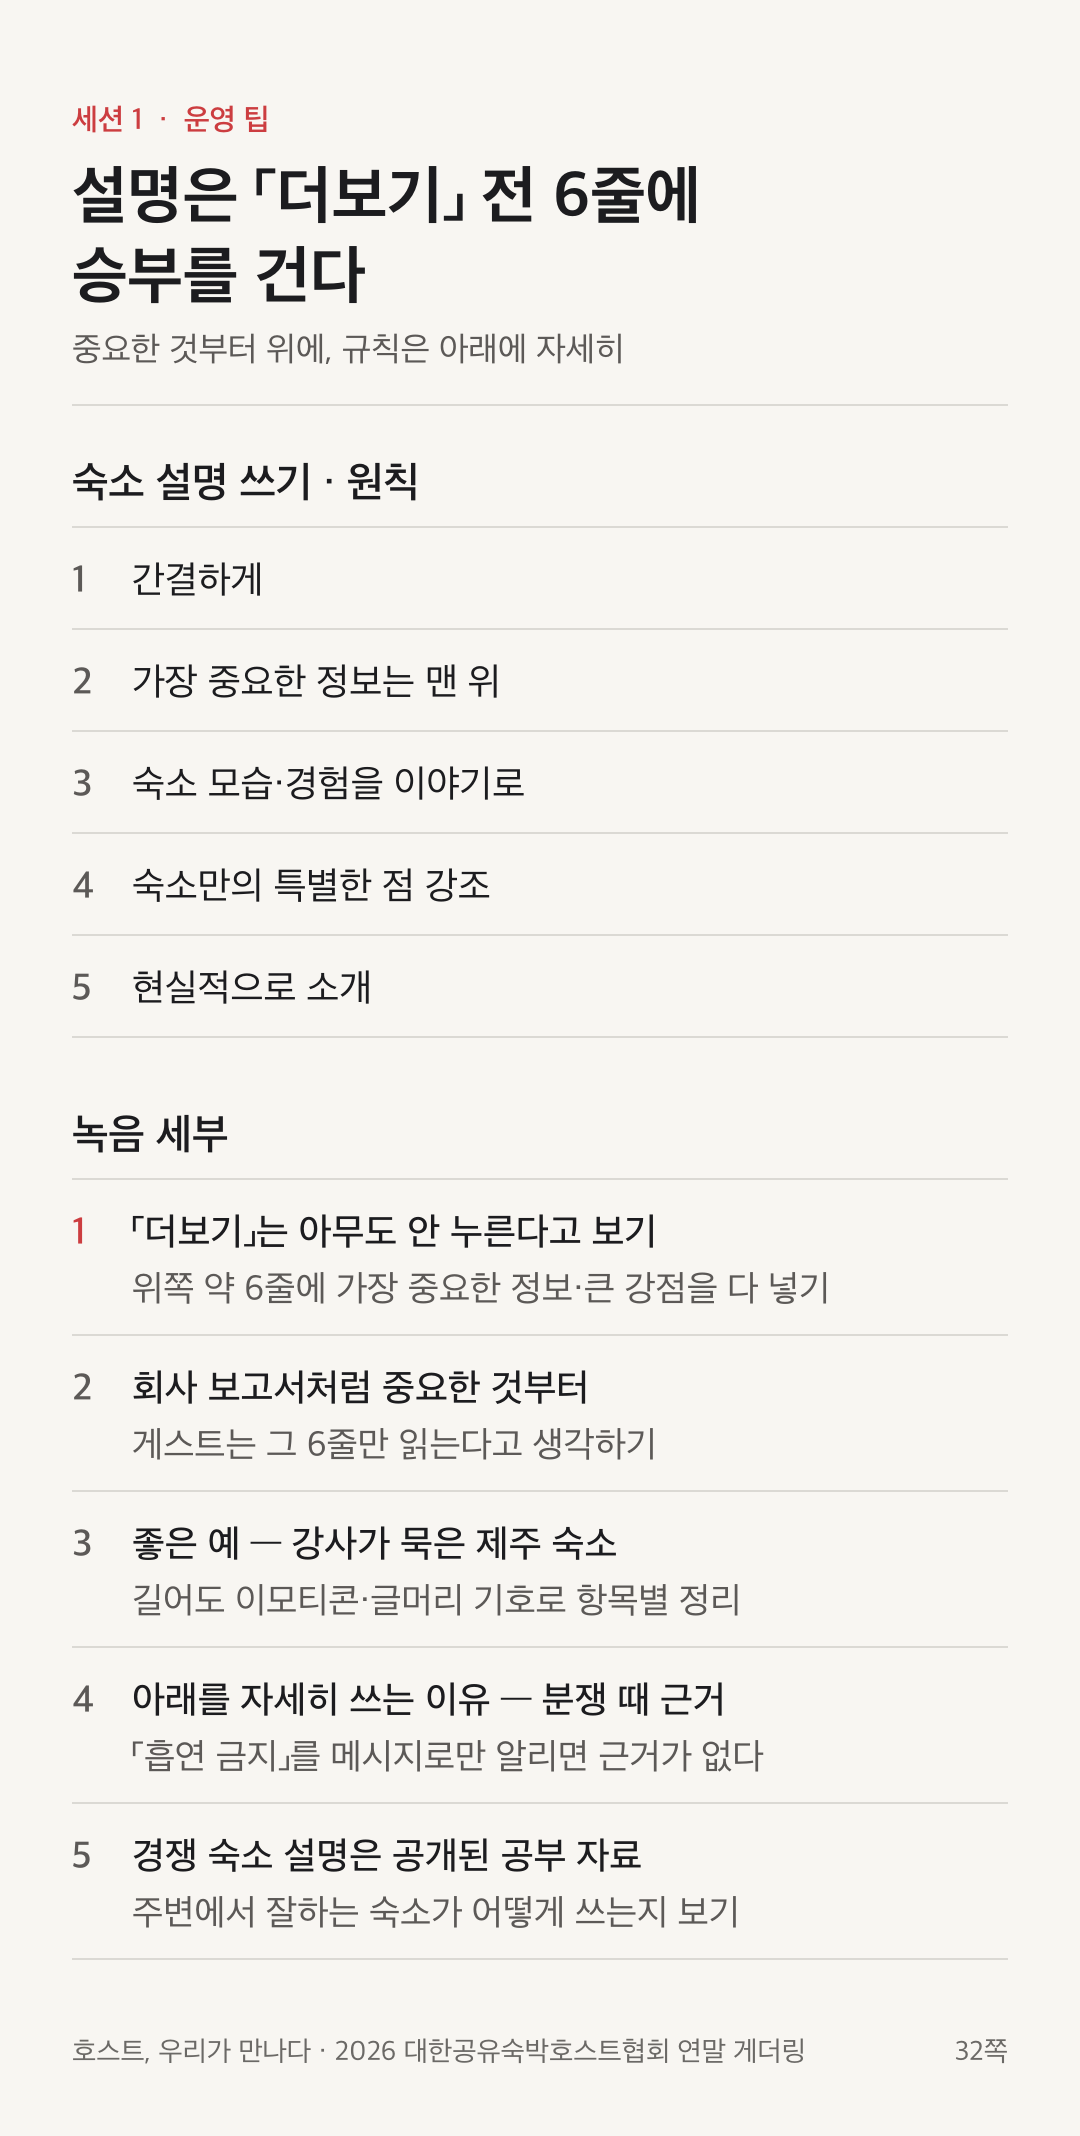 세션 1 · 운영 팁
설명은 「더보기」 전 6줄에
승부를 건다
중요한 것부터 위에, 규칙은 아래에 자세히
숙소 설명 쓰기 · 원칙
1 간결하게
2 가장 중요한 정보는 맨 위
3 숙소 모습·경험을 이야기로
4 숙소만의 특별한 점 강조
5 현실적으로 소개
녹음 세부
1 「더보기」는 아무도 안 누른다고 보기
위쪽 약 6줄에 가장 중요한 정보·큰 강점을 다 넣기
2 회사 보고서처럼 중요한 것부터
게스트는 그 6줄만 읽는다고 생각하기
3 좋은 예 — 강사가 묵은 제주 숙소
길어도 이모티콘·글머리 기호로 항목별 정리
4 아래를 자세히 쓰는 이유 — 분쟁 때 근거
「흡연 금지」를 메시지로만 알리면 근거가 없다
5 경쟁 숙소 설명은 공개된 공부 자료
주변에서 잘하는 숙소가 어떻게 쓰는지 보기
호스트, 우리가 만나다 · 2026 대한공유숙박호스트협회 연말 게더링 32쪽